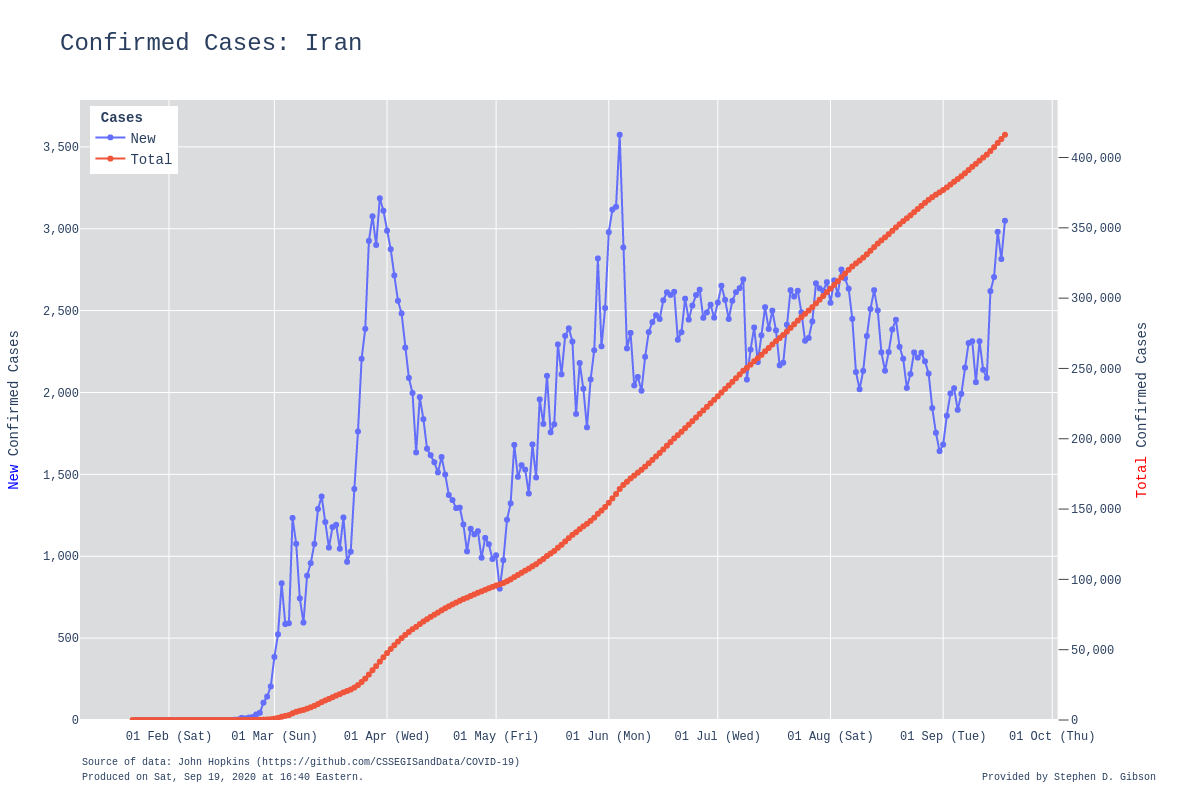 Confirmed Cases: Iran
Cases
New
Total
3,500
3,000
2,500
2,000
1,500
1,000
500
0
New Confirmed Cases
400,000
350,000
300,000
250,000
200,000
150,000
100,000
50,000
0
Total Confirmed Cases
01 Feb (Sat) 01 Mar (Sun) 01 Apr (Wed) 01 May (Fri) 01 Jun (Mon) 01 Jul (Wed) 01 Aug (Sat) 01 Sep (Tue) 01 Oct (Thu)
Source of data: John Hopkins (https://github.com/CSSEGISandData/COVID-19)
Produced on Sat, Sep 19, 2020 at 16:40 Eastern.
Provided by Stephen D. Gibson